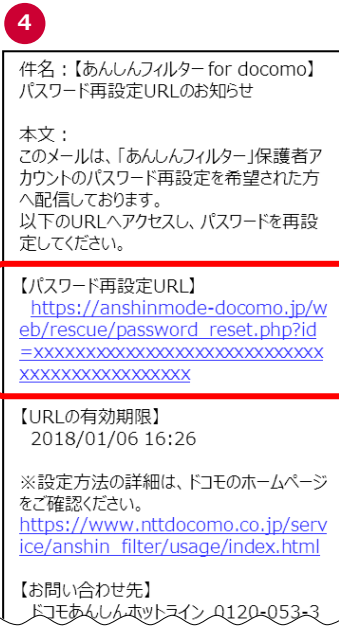 4
件名:【あんしんフィルター for docomo】
パスワード再設定URLのお知らせ
本文:
このメールは、「あんしんフィルター」保護者ア
カウントのパスワード再設定を希望された方
へ配信しております。
以下のURLへアクセスし、パスワードを再設
定してください。
【パスワード再設定URL】
https://anshinmode-docomo.jp/w
eb/rescue/password_reset.php?id
=xxxxxxxxxxxxxxxxxxxxxxxxxxxx
xxxxxxxxxxxxxxxxx
【URLの有効期限】
2018/01/06 16:26
※設定方法の詳細は、ドコモのホームページ
をご確認ください。
https://www.nttdocomo.co.jp/serv
ice/anshin_filter/usage/index.html
【お問い合わせ先】
ドコモあんしんホットライン 0120-053-3